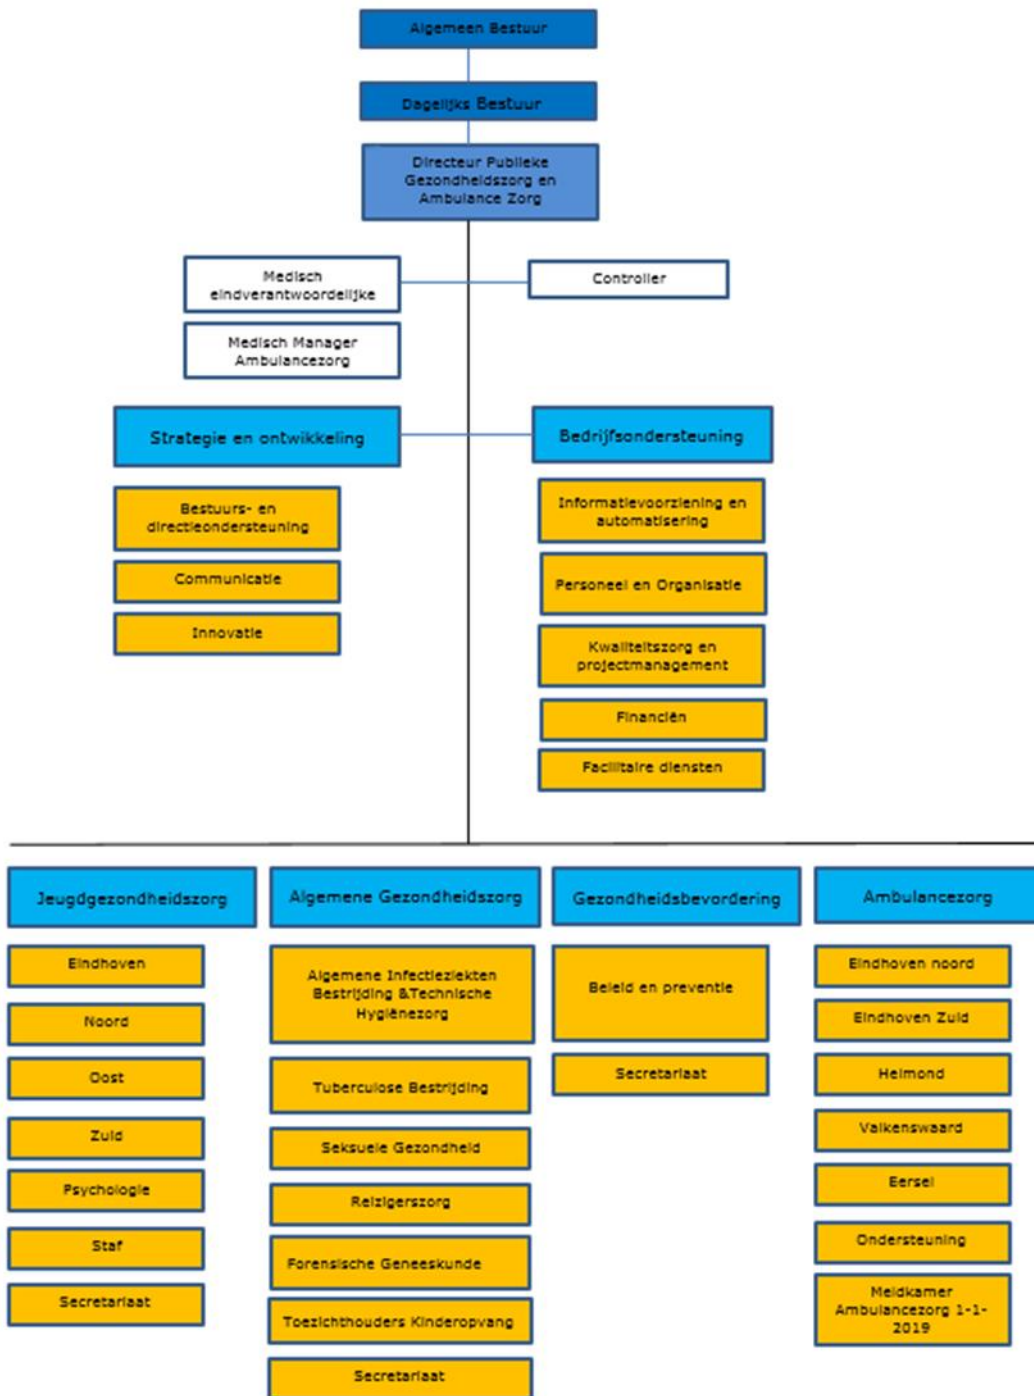 Algemeen Bestuur
Dagelijks Bestuur
Directeur Publieke
Gezondheidszorg en
Ambulance Zorg
Medisch
eindverantwoordelijke
Controller
Medisch Manager
Ambulancezorg
Strategie en ontwikkeling
Bedrijfsondersteuning
Bestuurs- en
directieondersteuning
Communicatie
Innovatie
Informatievoorziening en
automatisering
Personeel en Organisatie
Kwaliteitszorg en
projectmanagement
Financiën
Facilitaire diensten
Jeugdgezondheidszorg
Eindhoven
Noord
Oost
Zuid
Psychologie
Staf
Secretariaat
Algemene Gezondheidszorg
Algemene Infectieziekten
Bestrijding &Technische
Hygiënezorg
Tuberculose Bestrijding
Seksuele Gezondheid
Reizigerszorg
Forensische Geneeskunde
Toezichthouders Kinderopvang
Secretariaat
Gezondheidsbevordering
Beleid en preventie
Secretariaat
Ambulancezorg
Eindhoven noord
Eindhoven Zuid
Helmond
Valkenswaard
Eersel
Ondersteuning
Meldkamer
Ambulancezorg 1-1-
2019